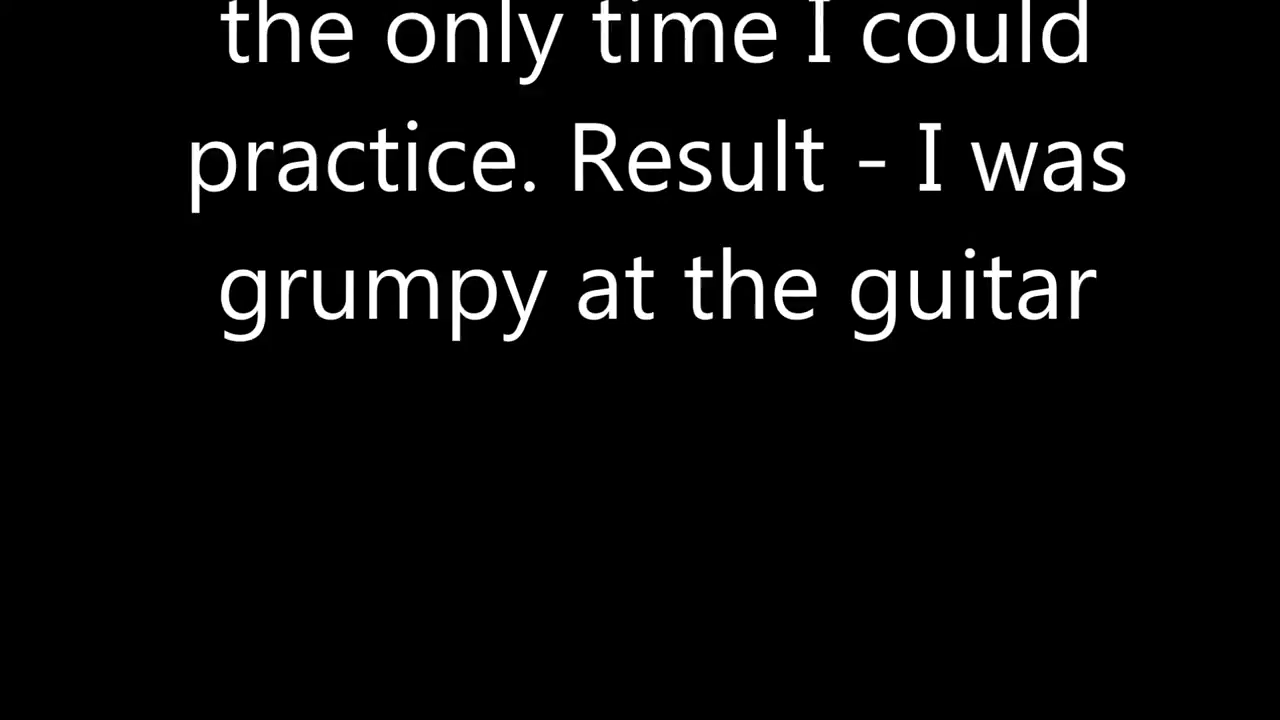 the only time I could
practice. Result - I was
grumpy at the guitar